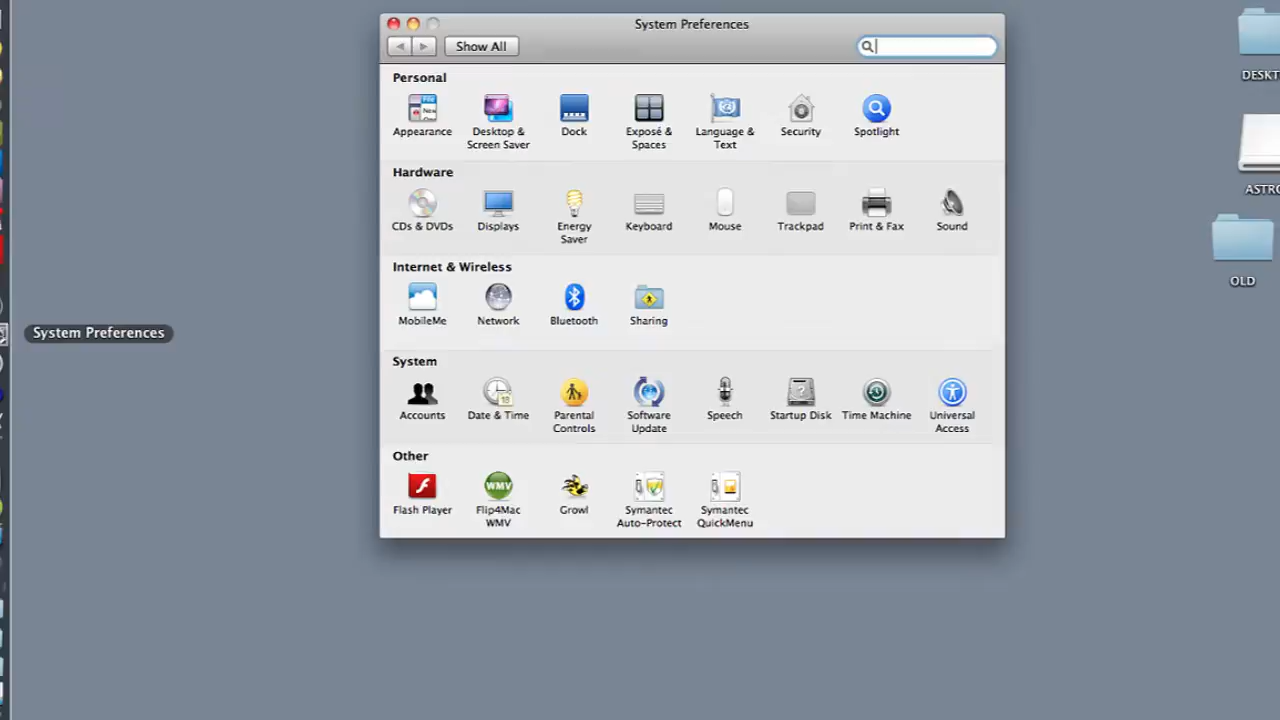 System Preferences
Show All
DESKT
Personal
Appearance
Desktop &
Screen Saver
Dock
Exposé &
Spaces
Language &
Text
Security
Spotlight
ASTRO
Hardware
CDs & DVDs
Displays
Energy
Saver
Keyboard
Mouse
Trackpad
Print & Fax
Sound
Internet & Wireless
MobileMe
Network
Bluetooth
Sharing
OLD
System Preferences
System
Accounts
Date & Time
Parental
Controls
Software
Update
Speech
Startup Disk
Time Machine
Universal
Access
Other
Flash Player
WMV
Flip4Mac
WMV
Growl
Symantec
Auto-Protect
Symantec
QuickMenu